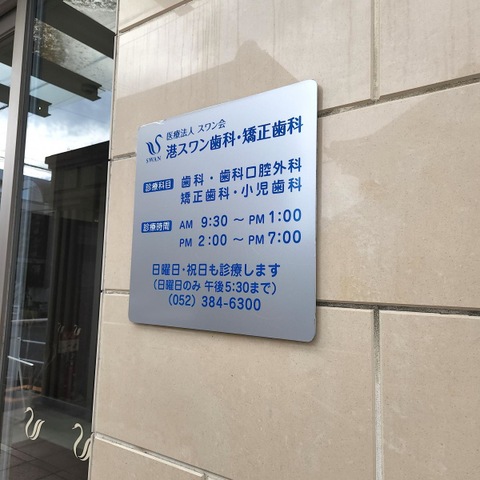 医療法人 スワン会
SWAN
港スワン歯科・矯正歯科
診療科目 歯科・歯科口腔外科
矯正歯科・小児歯科
診療時間 AM 9:30 ～ PM 1:00
PM 2:00 ～ PM 7:00
日曜日・祝日も診療します
(日曜日のみ 午後5:30まで)
(052) 384-6300